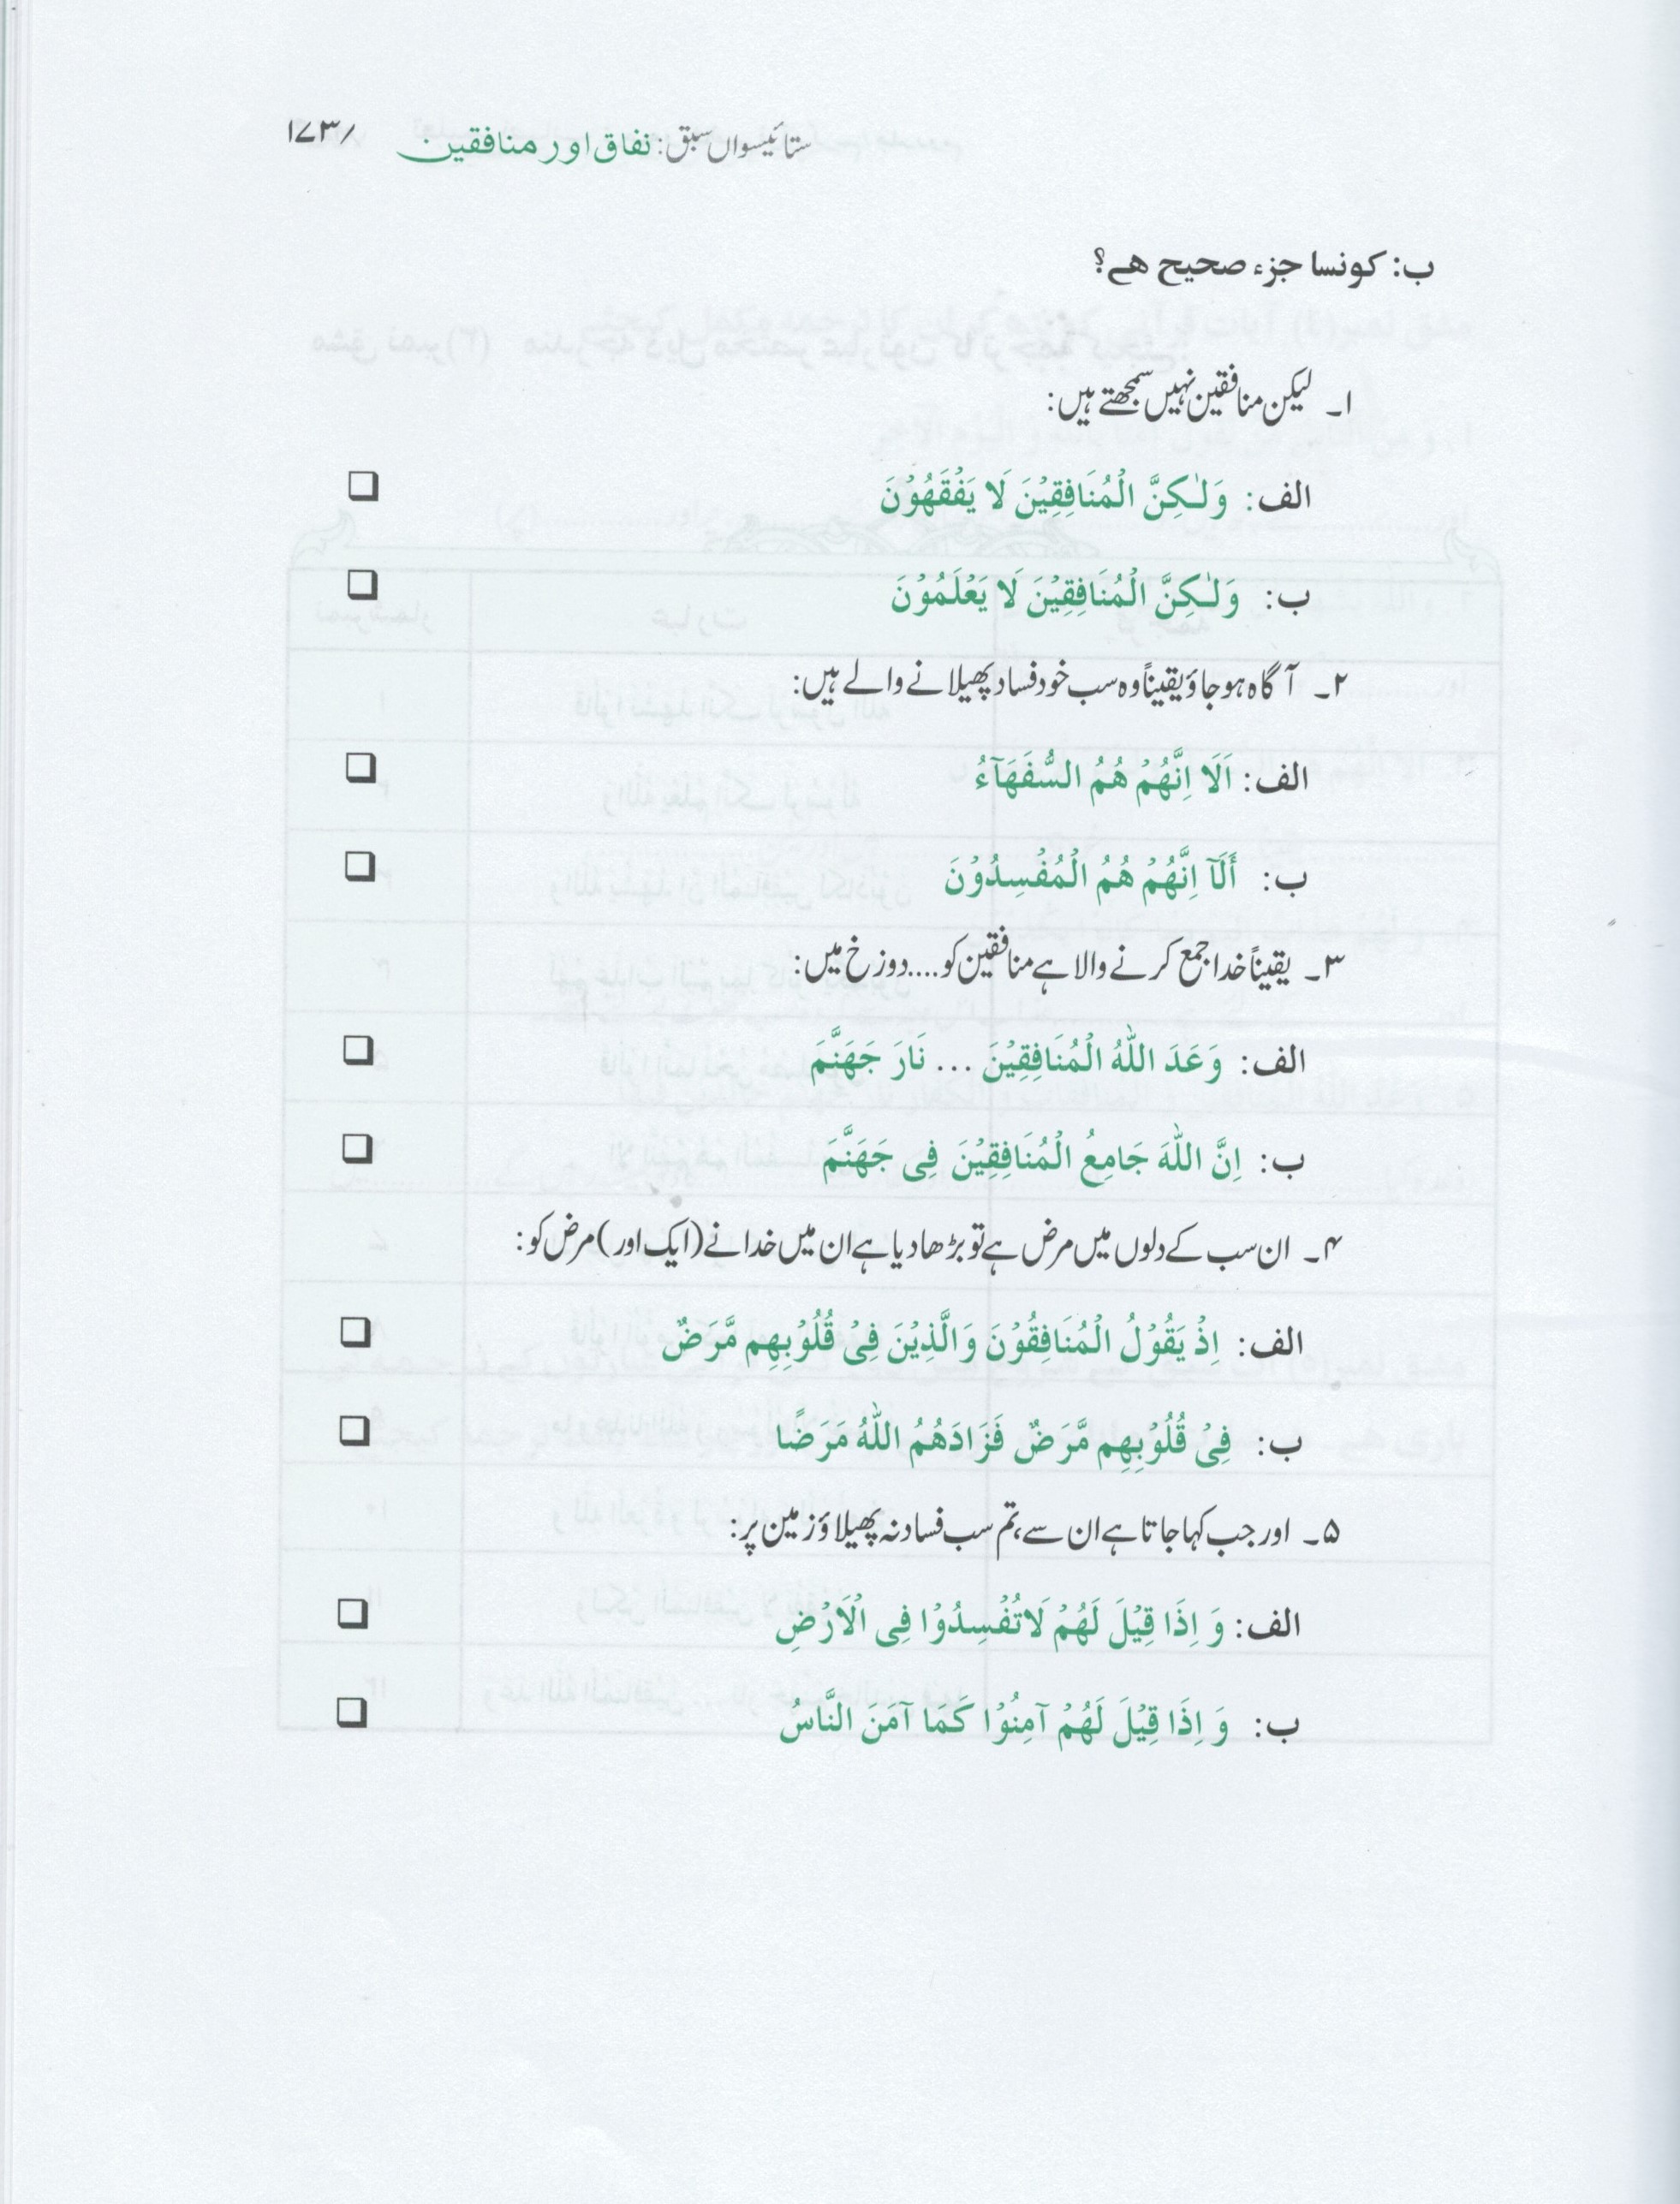 ستائیسواں سبق: نفاق اور منافقین /۱۷۳
ب: کونسا جزء صحیح ھے؟
۱۔ لیکن منافقین نہیں سمجھتے ہیں:
الف: وَلٰکِنَّ الْمُنَافِقِیْنَ لَا یَفْقَهُوْنَ ❑
ب: وَلٰکِنَّ الْمُنَافِقِیْنَ لَا یَعْلَمُوْنَ ❑
۲۔ آگاہ ہو جاؤ یقیناً وہ سب خود فساد پھیلانے والے ہیں:
الف: اَلَا اِنَّهُمْ هُمُ السُّفَهَآءُ ❑
ب: أَلَآ اِنَّهُمْ هُمُ الْمُفْسِدُوْنَ ❑
۳۔ یقیناً خدا جمع کرنے والا ہے منافقین کو....دوزخ میں:
الف: وَعَدَ اللّٰهُ الْمُنَافِقِیْنَ ... نَارَ جَهَنَّمَ ❑
ب: اِنَّ اللّٰهَ جَامِعُ الْمُنَافِقِیْنَ فِی جَهَنَّمَ ❑
۴۔ ان سب کے دلوں میں مرض ہے تو بڑھا دیا ہے ان میں خدا نے (ایک اور) مرض کو:
الف: اِذْ یَقُوْلُ الْمُنَافِقُوْنَ وَالَّذِیْنَ فِیْ قُلُوْبِهِم مَّرَضٌ ❑
ب: فِیْ قُلُوْبِهِم مَّرَضٌ فَزَادَهُمُ اللّٰهُ مَرَضًا ❑
۵۔ اور جب کہا جاتا ہے ان سے، تم سب فساد نہ پھیلاؤ زمین پر:
الف: وَ اِذَا قِیْلَ لَهُمْ لَاتُفْسِدُوْا فِی الْاَرْضِ ❑
ب: وَ اِذَا قِیْلَ لَهُمْ آمِنُوْا کَمَا آمَنَ النَّاسُ ❑